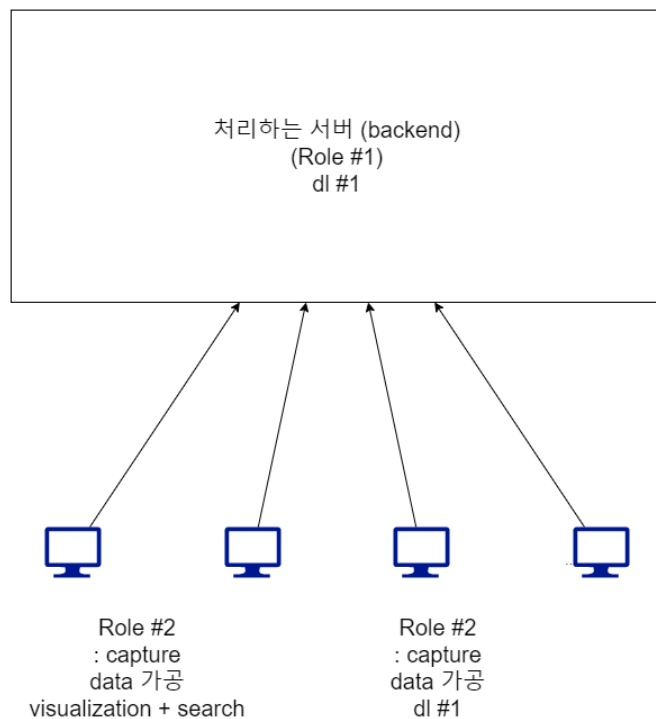 처리하는 서버 (backend)
(Role #1)
dl #1
Role #2
: capture
data 가공
visualization + search
Role #2
: capture
data 가공
dl #1